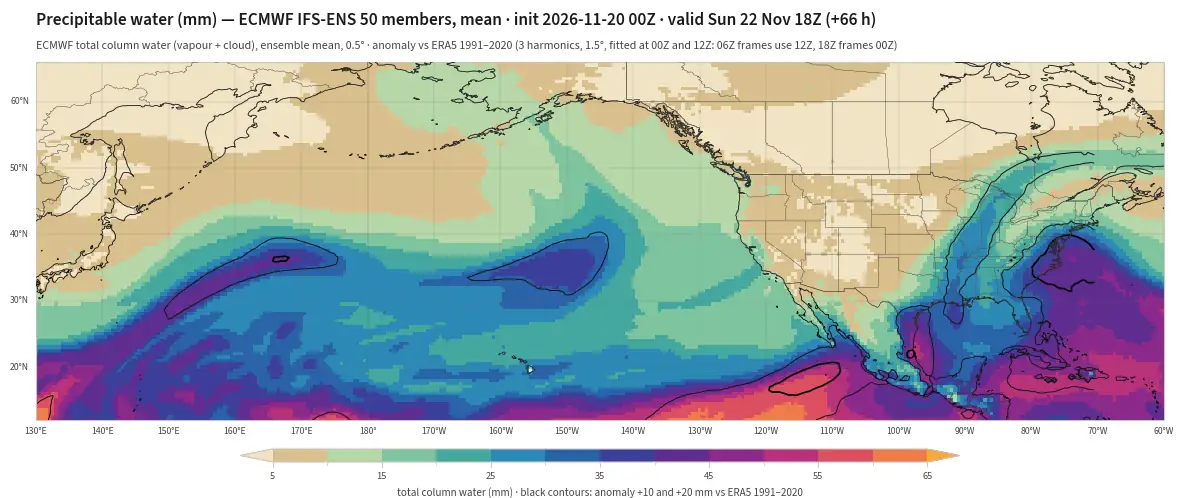 Precipitable water (mm) — ECMWF IFS-ENS 50 members, mean · init 2026-11-20 00Z · valid Sun 22 Nov 18Z (+66 h)
ECMWF total column water (vapour + cloud), ensemble mean, 0.5° · anomaly vs ERA5 1991–2020 (3 harmonics, 1.5°, fitted at 00Z and 12Z: 06Z frames use 12Z, 18Z frames 00Z)
60°N
50°N
40°N
30°N
20°N
130°E 140°E 150°E 160°E 170°E 180° 170°W 160°W 150°W 140°W 130°W 120°W 110°W 100°W 90°W 80°W 70°W 60°W
5 15 25 35 45 55 65
total column water (mm) · black contours: anomaly +10 and +20 mm vs ERA5 1991–2020